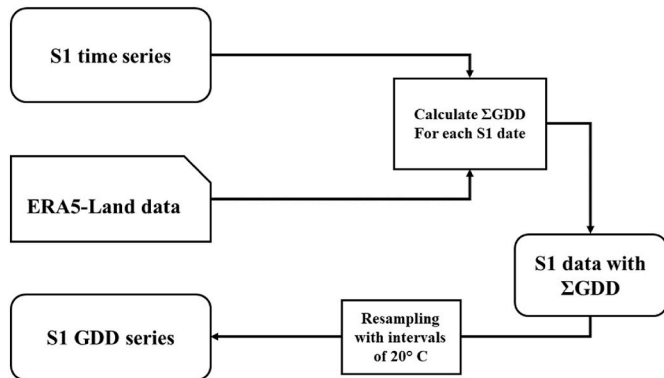 S1 time series
Calculate ΣGDD
For each S1 date
ERA5-Land data
S1 data with
ΣGDD
Resampling
with intervals
of 20° C
S1 GDD series